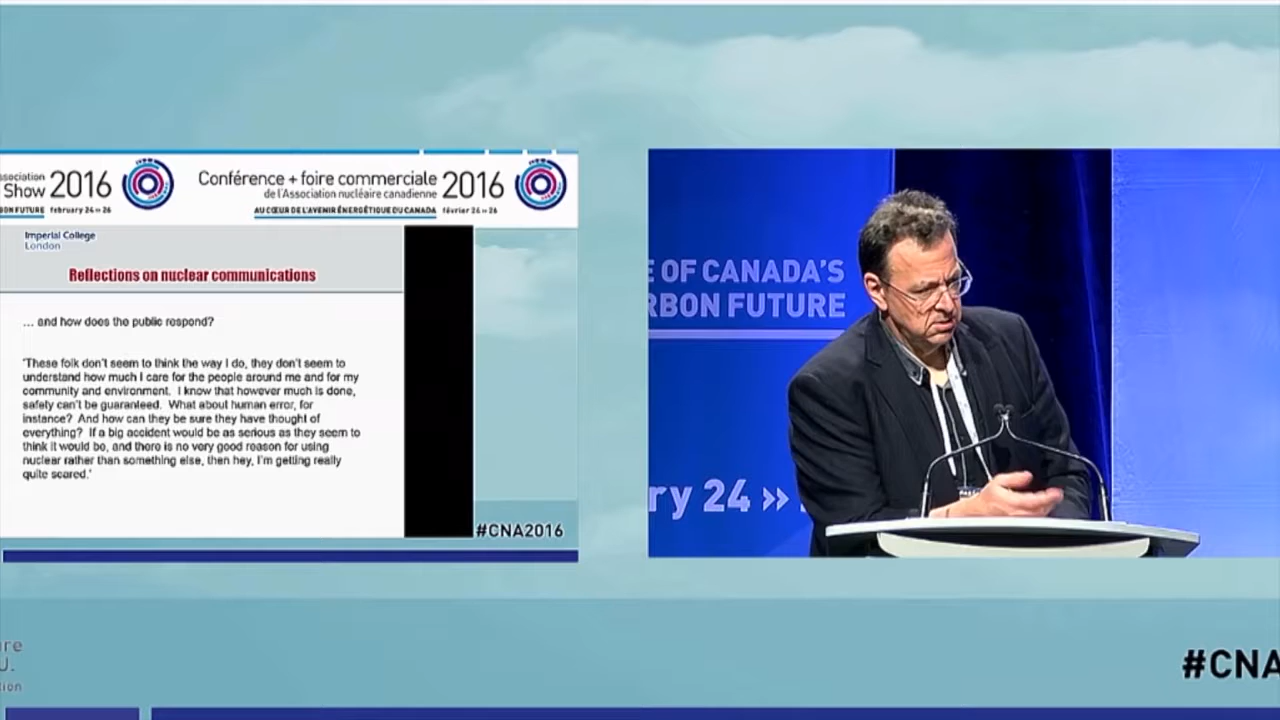 ssociation
Show 2016
BON FUTURE february 24 » 26
Conférence + foire commerciale 2016
de l'Association nucléaire canadienne
AU CŒUR DE L'AVENIR ÉNERGÉTIQUE DU CANADA février 24 » 26
Imperial College
London
Reflections on nuclear communications
... and how does the public respond?
'These folk don't seem to think the way I do, they don't seem to
understand how much I care for the people around me and for my
community and environment. I know that however much is done,
safety can't be guaranteed. What about human error, for
instance? And how can they be sure they have thought of
everything? If a big accident would be as serious as they seem to
think it would be, and there is no very good reason for using
nuclear rather than something else, then hey, I'm getting really
quite scared.'
#CNA2016
E OF CANADA'S
RBON FUTURE
ry 24 »
re
U.
tion
#CNA